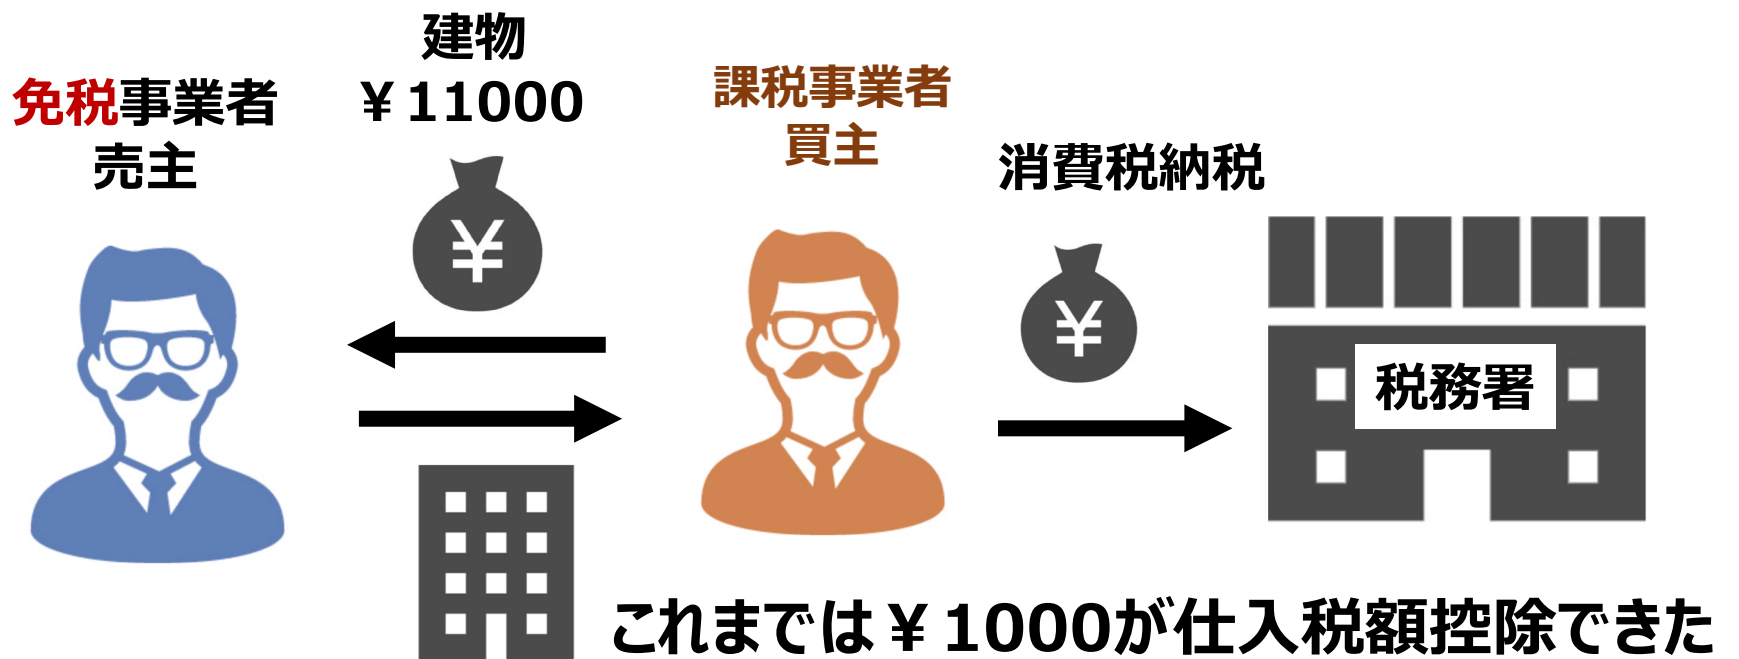 免税事業者
売主
建物
￥11000
￥
課税事業者
買主
消費税納税
￥
税務署
これまでは￥1000が仕入税額控除できた